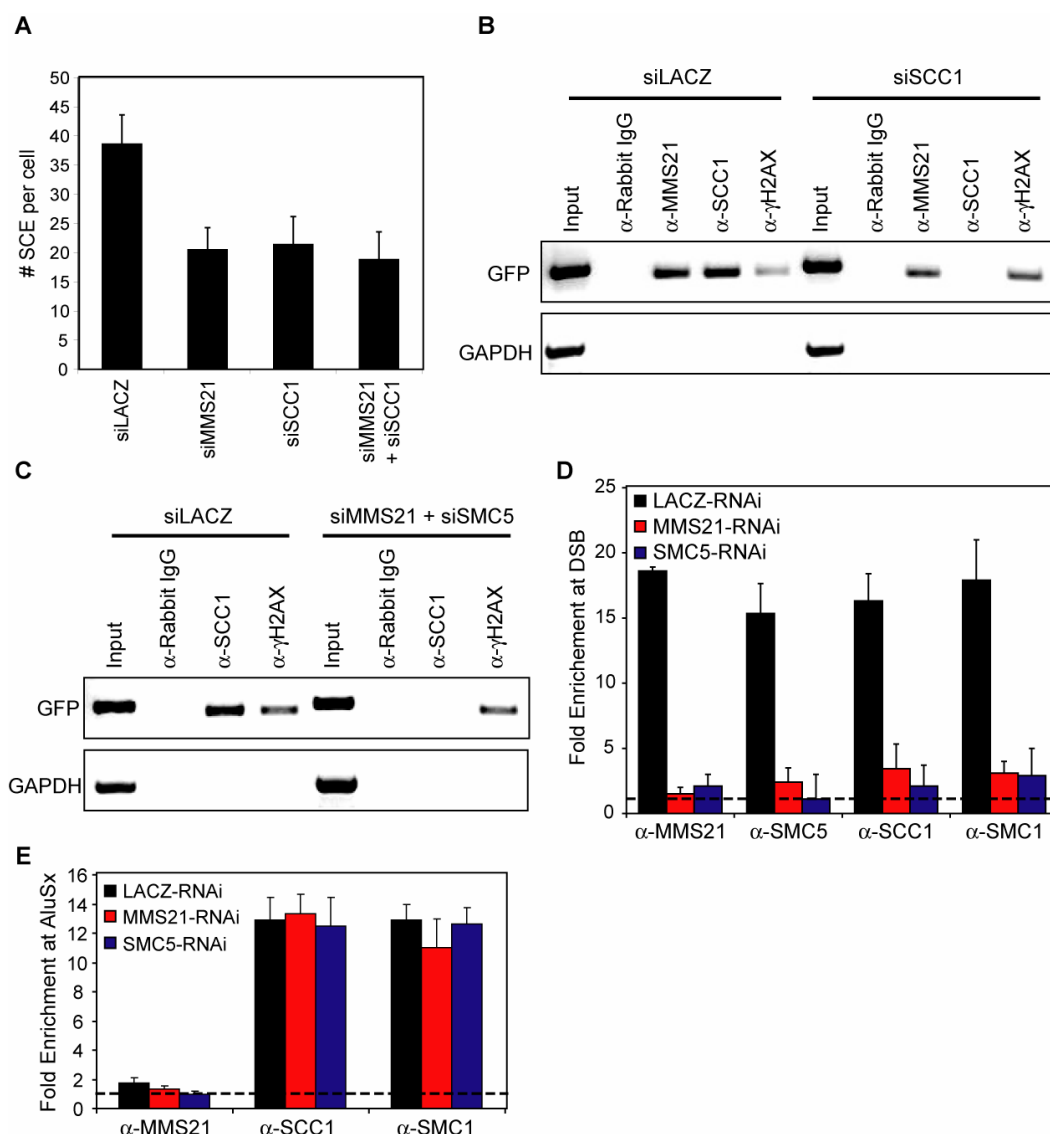 A
# SCE per cell
50
45
40
35
30
25
20
15
10
5
0
siLACZ
siMMS21
siSCC1
siMMS21
+ siSCC1
B
siLACZ siSCC1
Input α-Rabbit IgG α-MMS21 α-SCC1 α-γH2AX Input α-Rabbit IgG α-MMS21 α-SCC1 α-γH2AX
GFP
GAPDH
C
siLACZ siMMS21 + siSMC5
Input α-Rabbit IgG α-SCC1 α-γH2AX Input α-Rabbit IgG α-SCC1 α-γH2AX
GFP
GAPDH
D
Fold Enrichement at DSB
25
20
15
10
5
0
LACZ-RNAi
MMS21-RNAi
SMC5-RNAi
α-MMS21 α-SMC5 α-SCC1 α-SMC1
E
Fold Enrichment at AluSx
16
14
12
10
8
6
4
2
0
LACZ-RNAi
MMS21-RNAi
SMC5-RNAi
α-MMS21 α-SCC1 α-SMC1